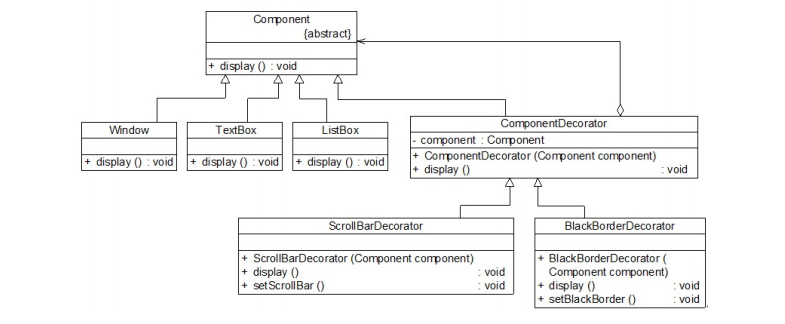 Component
{abstract}
+ display () : void
Window
+ display () : void
TextBox
+ display () : void
ListBox
+ display () : void
ComponentDecorator
- component : Component
+ ComponentDecorator (Component component)
+ display () : void
ScrollBarDecorator
+ ScrollBarDecorator (Component component)
+ display () : void
+ setScrollBar () : void
BlackBorderDecorator
+ BlackBorderDecorator (
Component component)
+ display () : void
+ setBlackBorder () : void